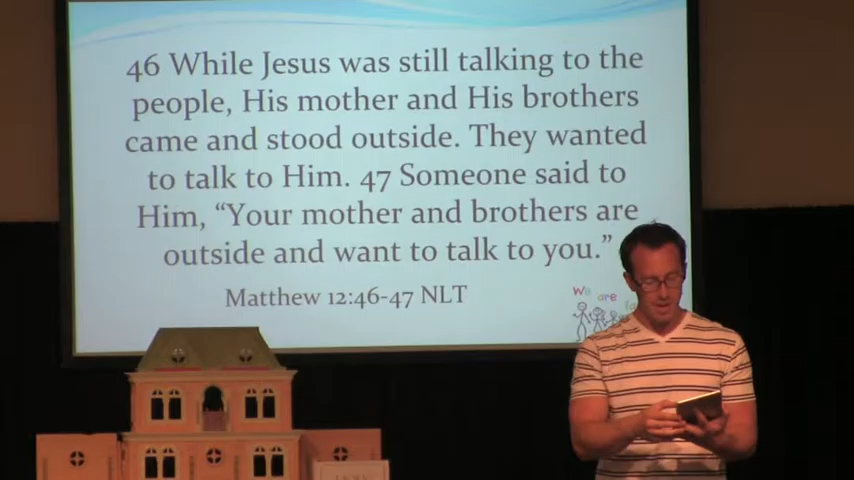 46 While Jesus was still talking to the
people, His mother and His brothers
came and stood outside. They wanted
to talk to Him. 47 Someone said to
Him, “Your mother and brothers are
outside and want to talk to you.”
Matthew 12:46-47 NLT
We are